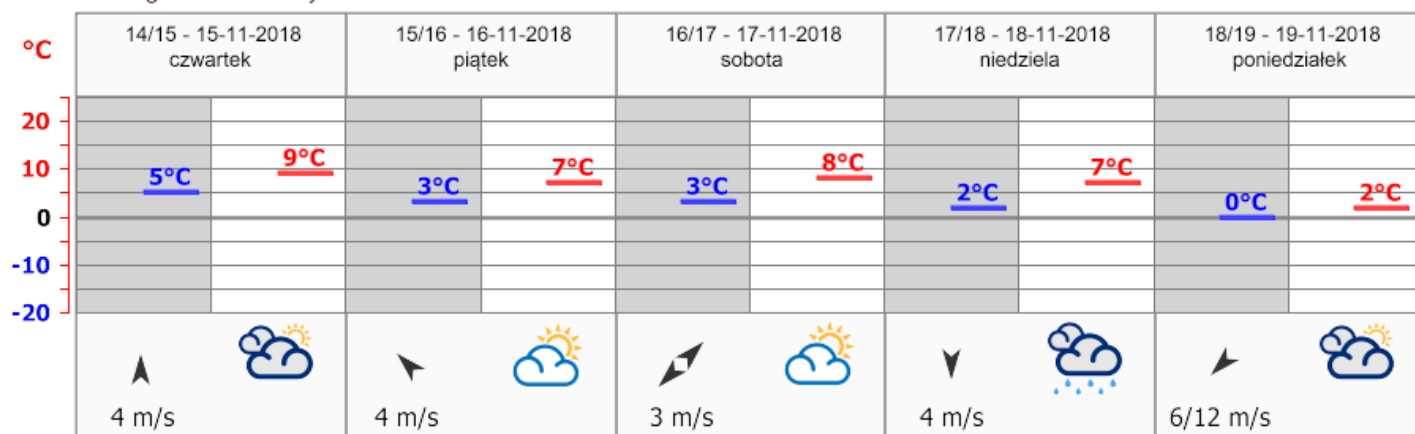 °C
14/15 - 15-11-2018
czwartek
15/16 - 16-11-2018
piątek
16/17 - 17-11-2018
sobota
17/18 - 18-11-2018
niedziela
18/19 - 19-11-2018
poniedziałek
20
10
0
-10
-20
5°C
9°C
3°C
7°C
3°C
8°C
2°C
7°C
0°C
2°C
4 m/s
4 m/s
3 m/s
4 m/s
6/12 m/s